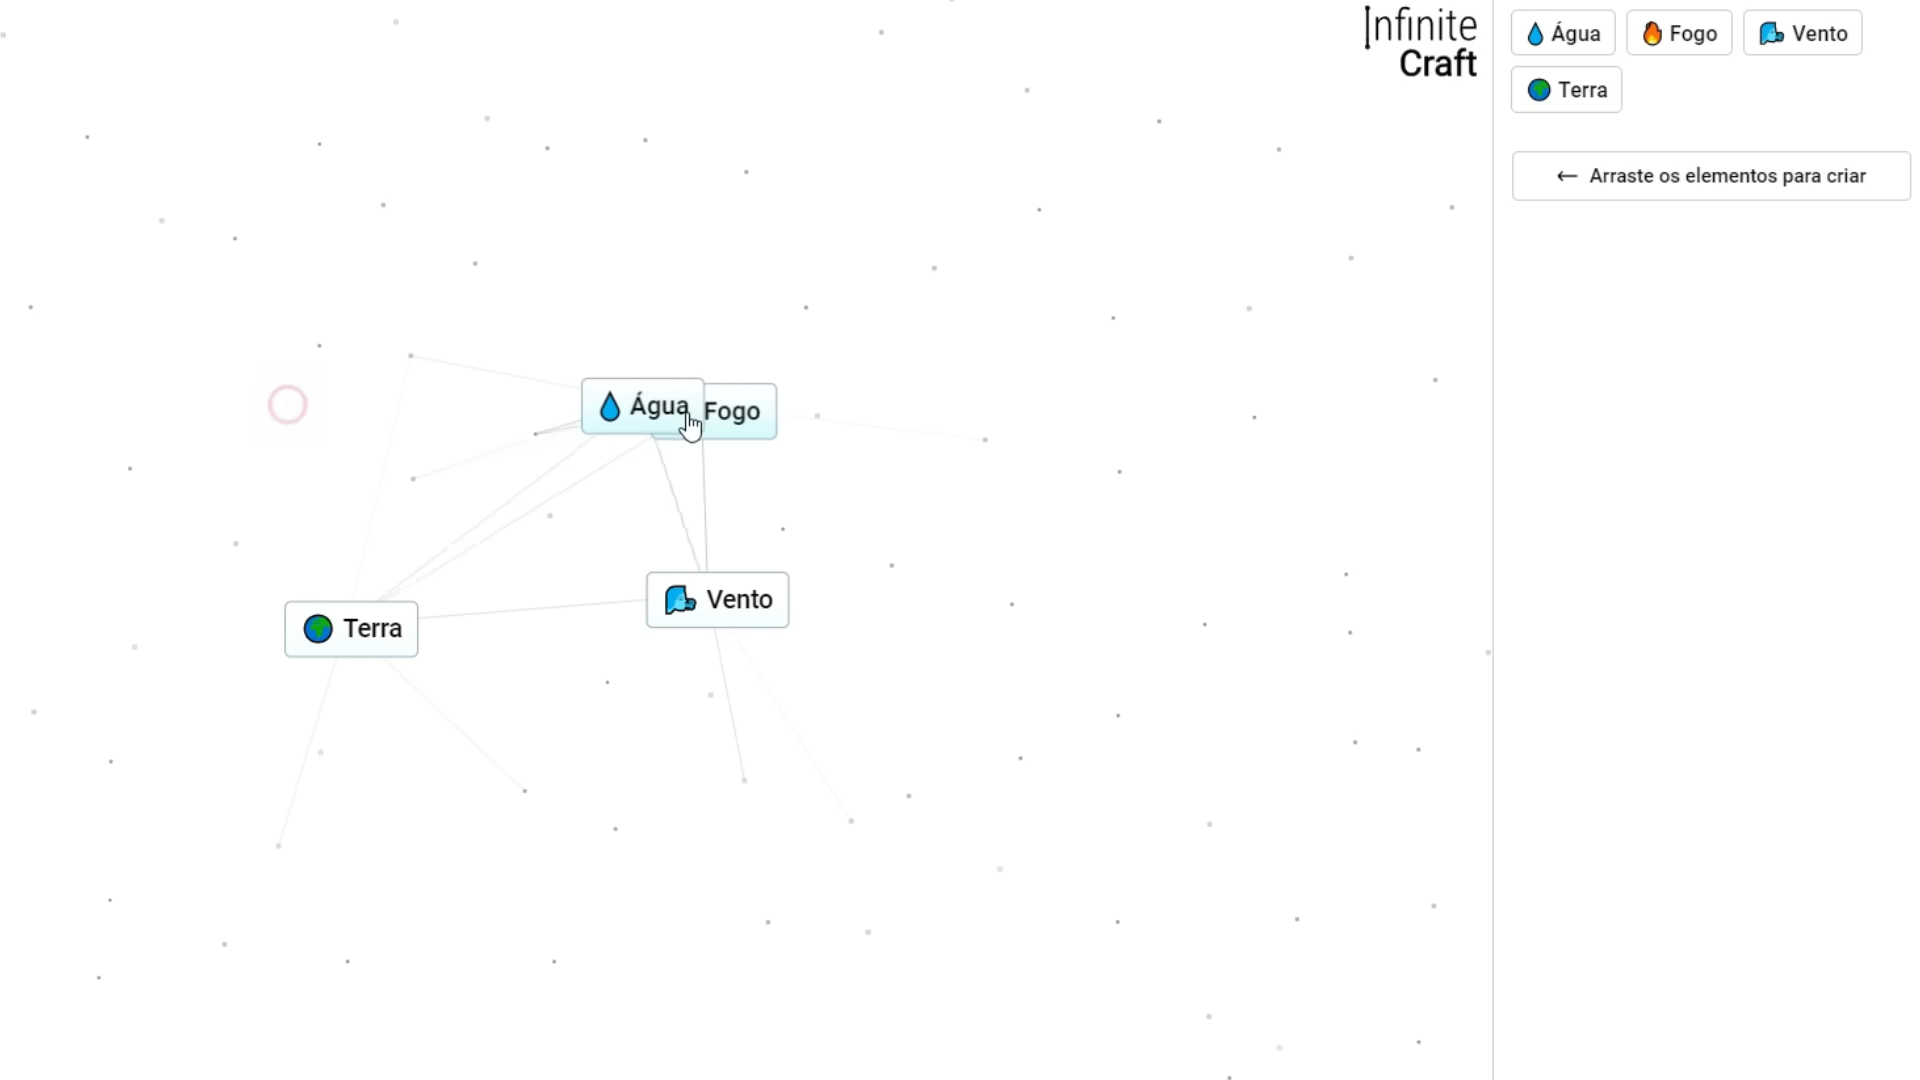 Infinite
Craft
Água
Fogo
Vento
Terra
← Arraste os elementos para criar
Água
Fogo
Vento
Terra